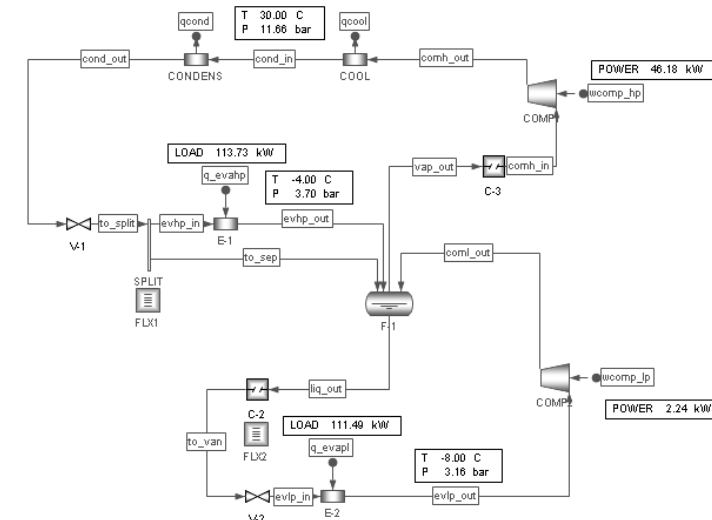 qcond
T 30.00 C
P 11.66 bar
qcool
cond_out
CONDENS
cond_in
COOL
comh_out
POWER 46.18 kW
wcomp_hp
LOAD 113.73 kW
vap_out
comh_in
C-3
q_evahp
T -4.00 C
P 3.70 bar
to_split
evhp_in
evhp_out
V-1
E-1
to_sep
coml_out
SPLIT
FLX1
F-1
liq_out
wcomp_lp
C-2
LOAD 111.49 kW
POWER 2.24 kW
to_van
FLX2
q_evapl
T -8.00 C
P 3.16 bar
evlp_in
evlp_out
V-2
E-2